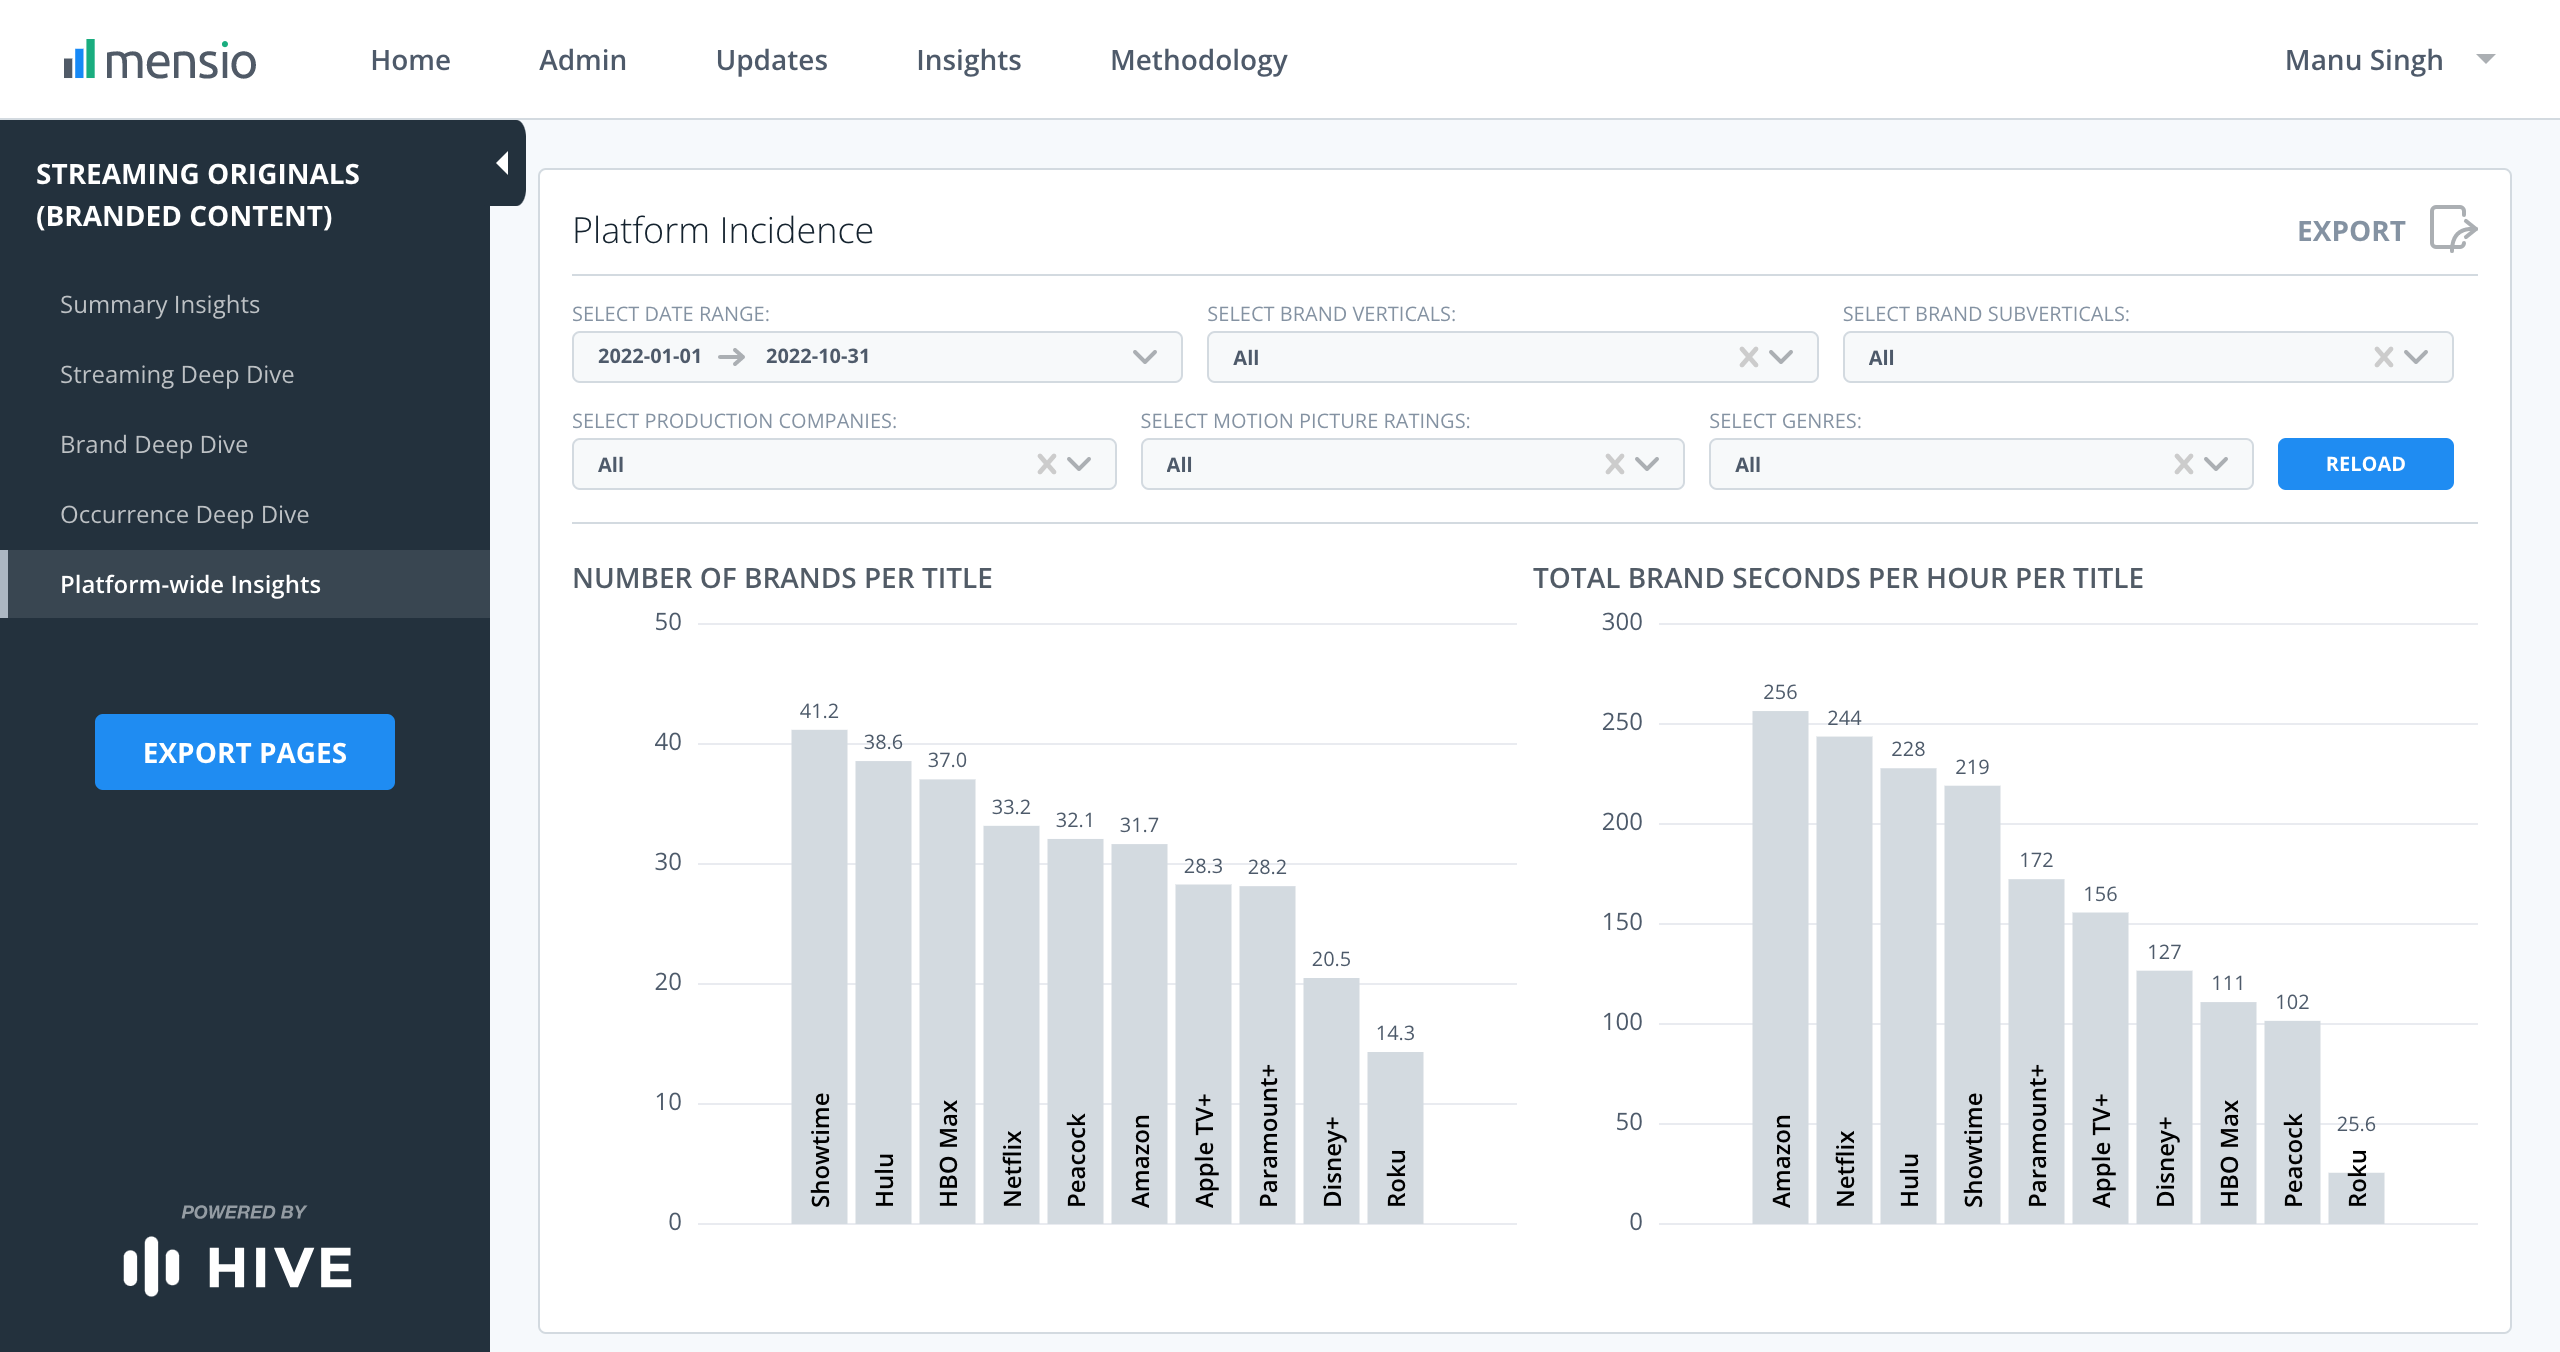 mensio
Home
Admin
Updates
Insights
Methodology
Manu Singh
STREAMING ORIGINALS
(BRANDED CONTENT)
Summary Insights
Streaming Deep Dive
Brand Deep Dive
Occurrence Deep Dive
Platform-wide Insights
EXPORT PAGES
POWERED BY
HIVE
Platform Incidence
EXPORT
SELECT DATE RANGE:
2022-01-01
2022-10-31
SELECT BRAND VERTICALS:
All
SELECT BRAND SUBVERTICALS:
All
SELECT PRODUCTION COMPANIES:
All
SELECT MOTION PICTURE RATINGS:
All
SELECT GENRES:
All
RELOAD
NUMBER OF BRANDS PER TITLE
50
40
30
20
10
0
41.2
38.6
37.0
33.2
32.1
31.7
28.3
28.2
20.5
14.3
Showtime
Hulu
HBO Max
Netflix
Peacock
Amazon
Apple TV+
Paramount+
Disney+
Roku
TOTAL BRAND SECONDS PER HOUR PER TITLE
300
250
200
150
100
50
0
256
244
228
219
172
156
127
111
102
25.6
Amazon
Netflix
Hulu
Showtime
Paramount+
Apple TV+
Disney+
HBO Max
Peacock
Roku